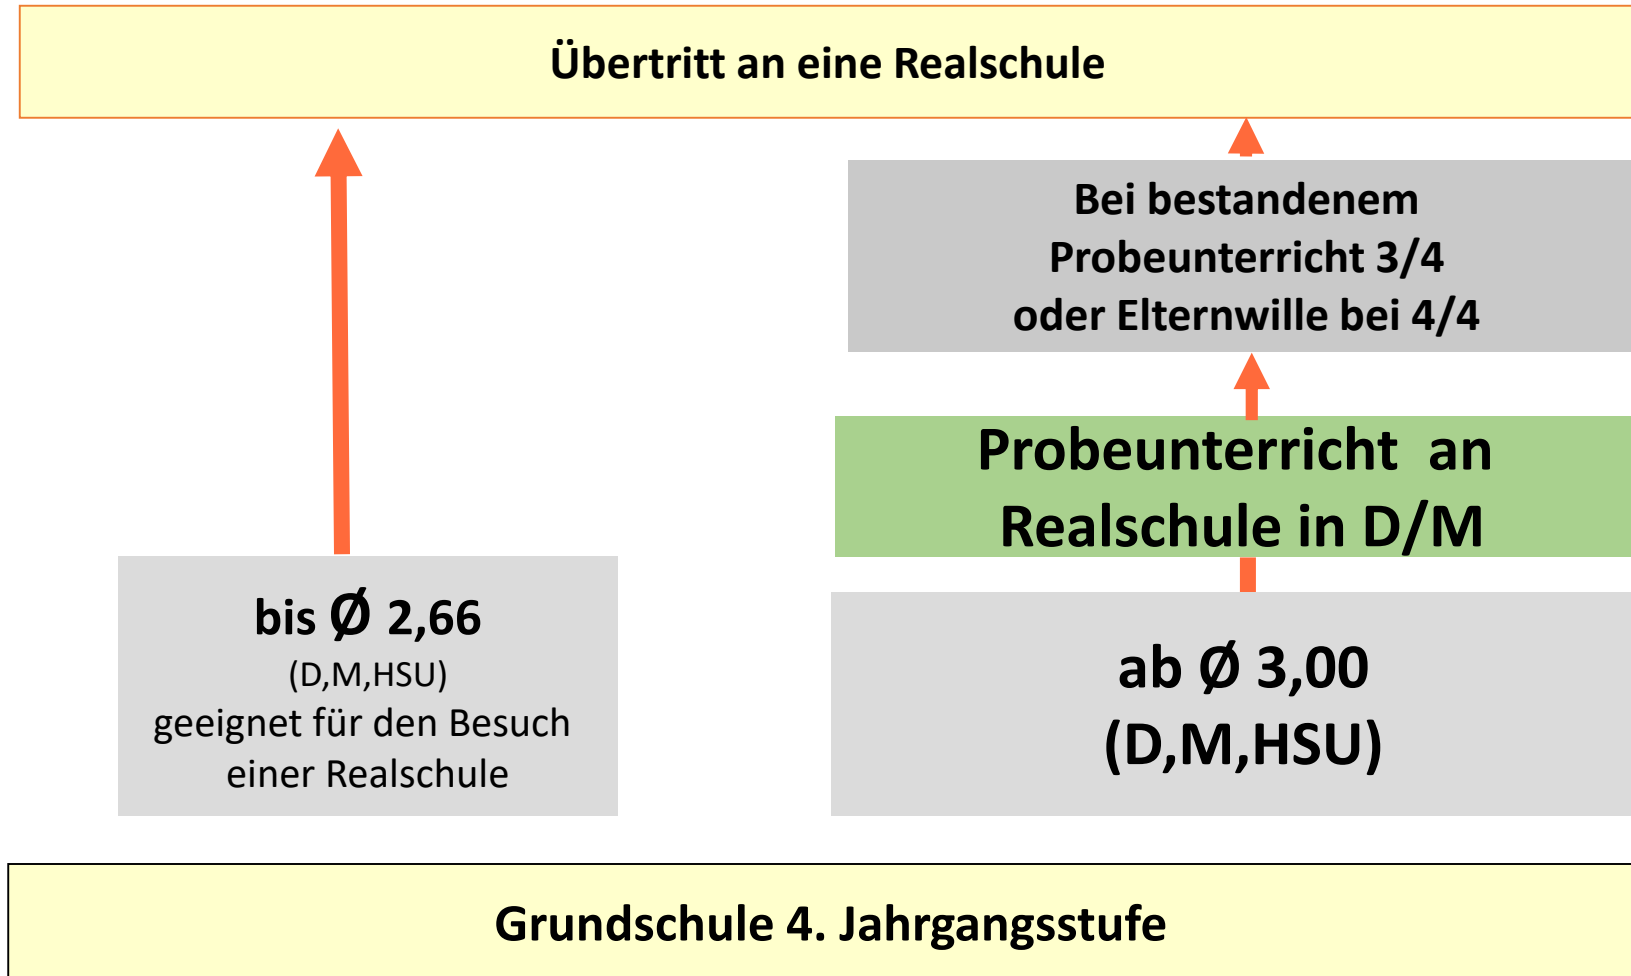 Übertritt an eine Realschule
Bei bestandenem
Probeunterricht 3/4
oder Elternwille bei 4/4
Probeunterricht an
Realschule in D/M
bis Ø 2,66
(D,M,HSU)
geeignet für den Besuch
einer Realschule
ab Ø 3,00
(D,M,HSU)
Grundschule 4. Jahrgangsstufe